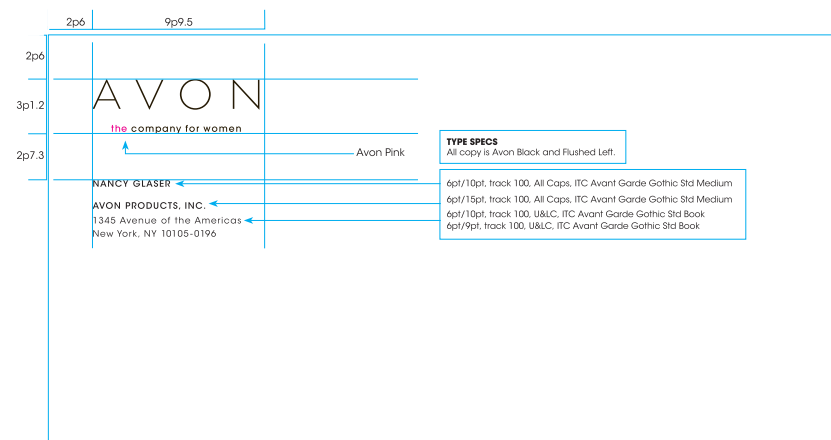 2p6 9p9.5
2p6
3p1.2
AVON
the company for women
2p7.3
Avon Pink
TYPE SPECS
All copy is Avon Black and Flushed Left.
NANCY GLASER
6pt/10pt, track 100, All Caps, ITC Avant Garde Gothic Std Medium
AVON PRODUCTS, INC.
6pt/15pt, track 100, All Caps, ITC Avant Garde Gothic Std Medium
1345 Avenue of the Americas
6pt/10pt, track 100, U&LC, ITC Avant Garde Gothic Std Book
New York, NY 10105-0196
6pt/9pt, track 100, U&LC, ITC Avant Garde Gothic Std Book